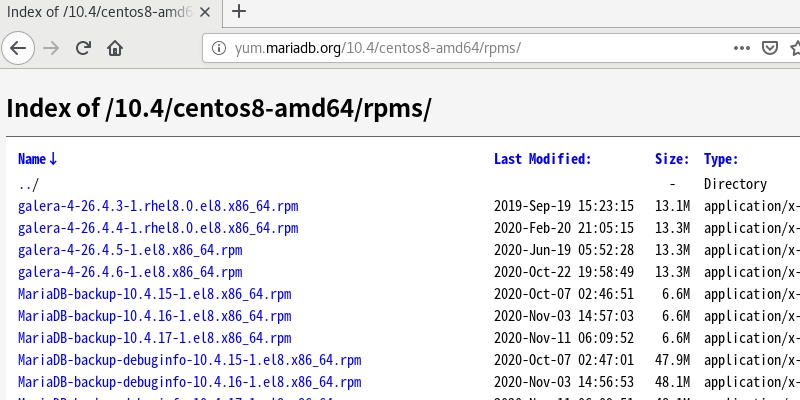 Index of /10.4/centos8-amd6
yum.mariadb.org/10.4/centos8-amd64/rpms/
Index of /10.4/centos8-amd64/rpms/
Name↓ Last Modified: Size: Type:
../ - Directory
galera-4-26.4.3-1.rhel8.0.el8.x86_64.rpm 2019-Sep-19 15:23:15 13.1M application/x-
galera-4-26.4.4-1.rhel8.0.el8.x86_64.rpm 2020-Feb-20 21:05:15 13.3M application/x-
galera-4-26.4.5-1.el8.x86_64.rpm 2020-Jun-19 05:52:28 13.3M application/x-
galera-4-26.4.6-1.el8.x86_64.rpm 2020-Oct-22 19:58:49 13.3M application/x-
MariaDB-backup-10.4.15-1.el8.x86_64.rpm 2020-Oct-07 02:46:51 6.6M application/x-
MariaDB-backup-10.4.16-1.el8.x86_64.rpm 2020-Nov-03 14:57:03 6.6M application/x-
MariaDB-backup-10.4.17-1.el8.x86_64.rpm 2020-Nov-11 06:09:52 6.6M application/x-
MariaDB-backup-debuginfo-10.4.15-1.el8.x86_64.rpm 2020-Oct-07 02:47:01 47.9M application/x-
MariaDB-backup-debuginfo-10.4.16-1.el8.x86_64.rpm 2020-Nov-03 14:56:53 48.1M application/x-